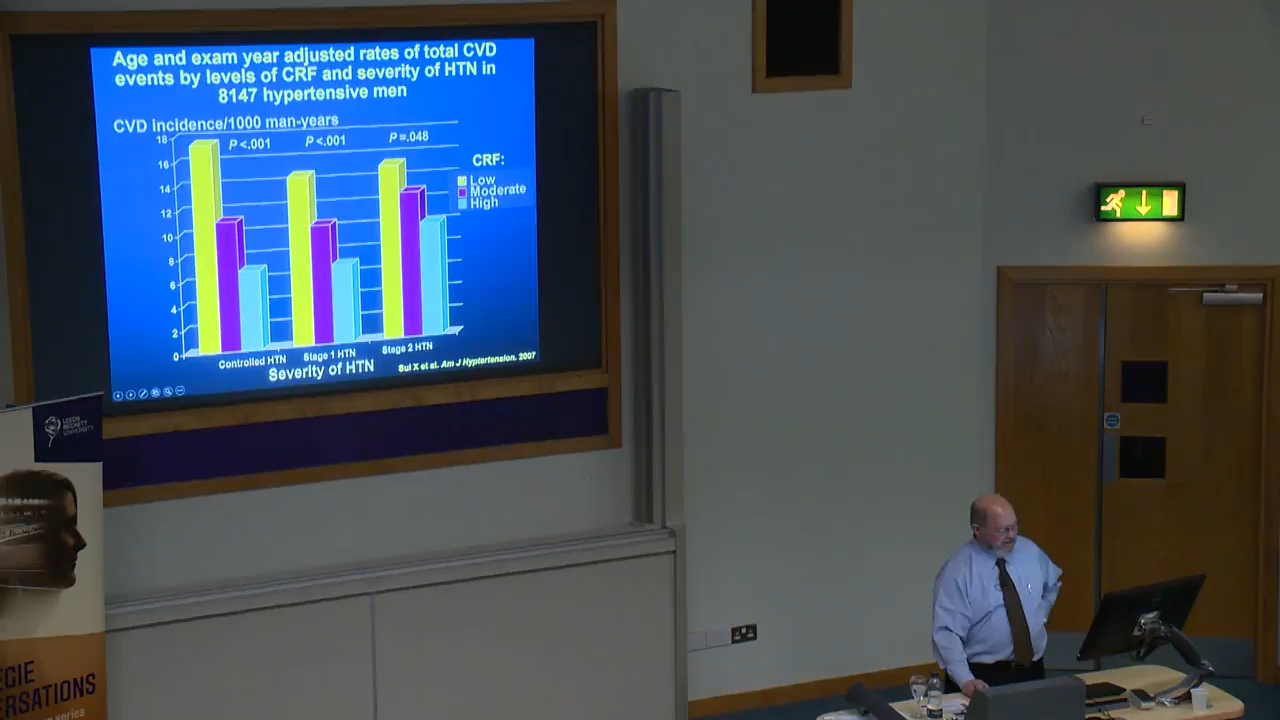 Age and exam year adjusted rates of total CVD
events by levels of CRF and severity of HTN in
8147 hypertensive men
CVD incidence/1000 man-years
P <.001
P <.001
P =.048
18
16
14
12
10
8
6
4
2
0
CRF:
Low
Moderate
High
Controlled HTN
Stage 1 HTN
Stage 2 HTN
Severity of HTN
Sui X et al. Am J Hyptertension. 2007
LEEDS
BECKETT
UNIVERSITY
EGIE
ERSATIONS
series